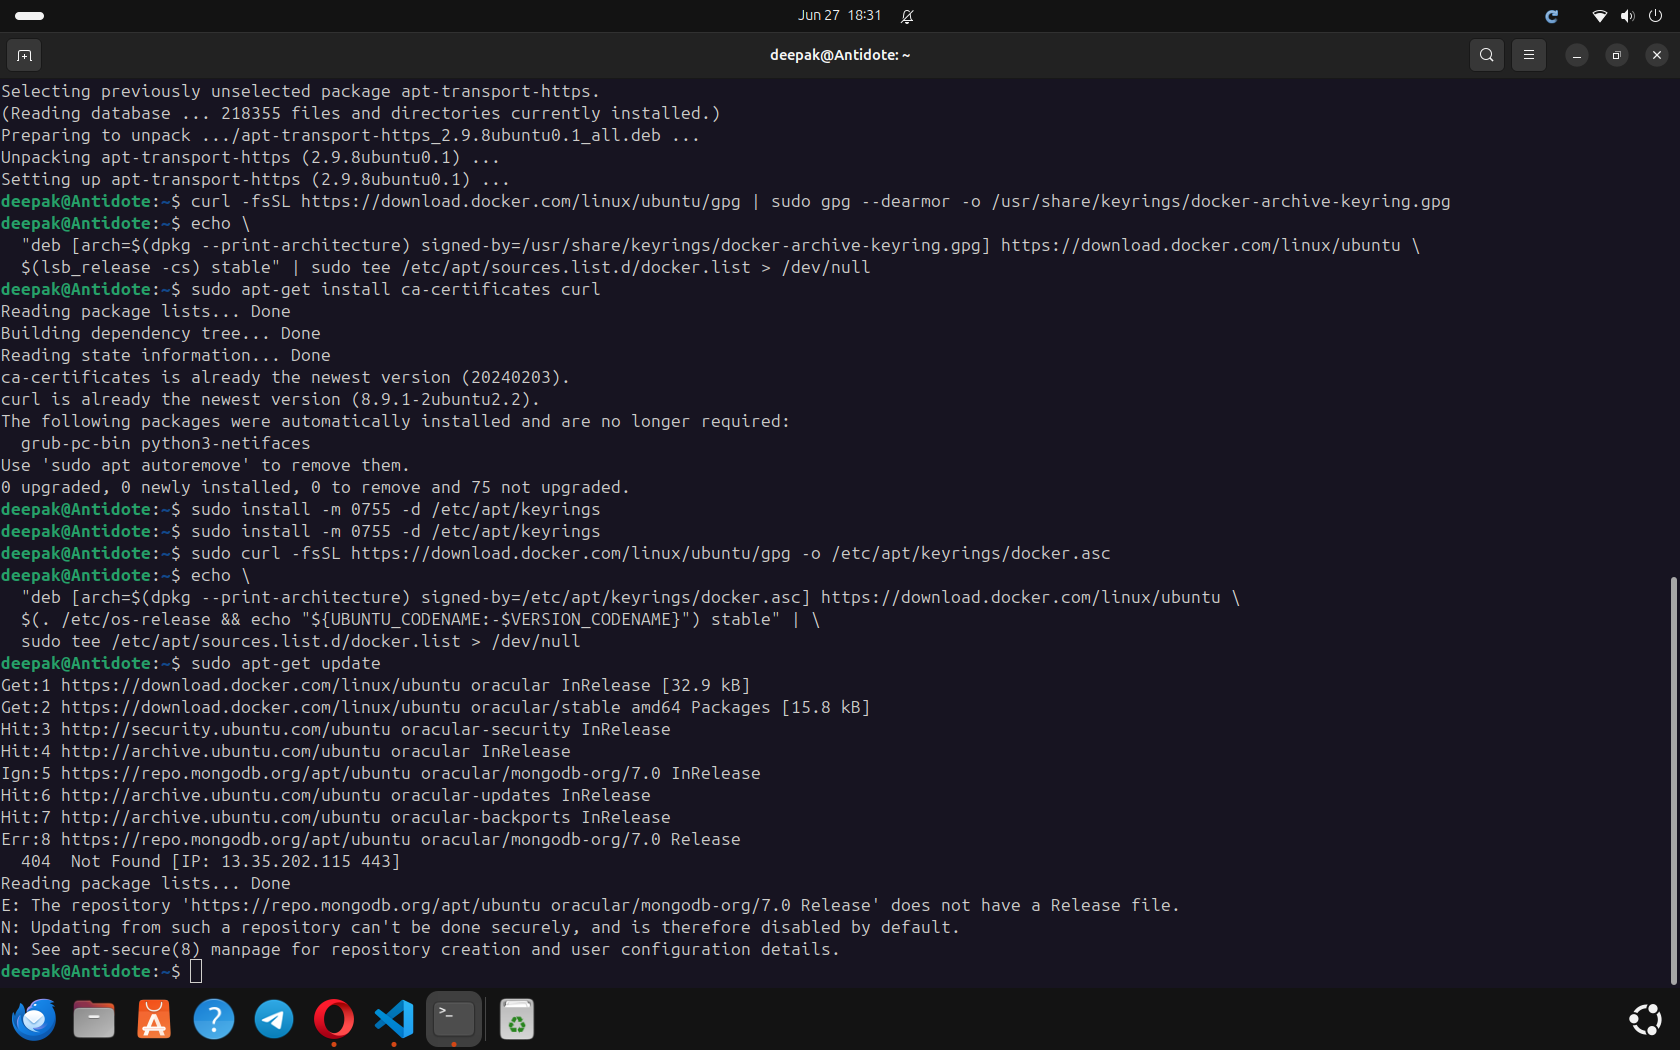 Jun 27 18:31
deepak@Antidote: ~
Selecting previously unselected package apt-transport-https.
(Reading database ... 218355 files and directories currently installed.)
Preparing to unpack .../apt-transport-https_2.9.8ubuntu0.1_all.deb ...
Unpacking apt-transport-https (2.9.8ubuntu0.1) ...
Setting up apt-transport-https (2.9.8ubuntu0.1) ...
deepak@Antidote:~$ curl -fsSL https://download.docker.com/linux/ubuntu/gpg | sudo gpg --dearmor -o /usr/share/keyrings/docker-archive-keyring.gpg
deepak@Antidote:~$ echo \
  "deb [arch=$(dpkg --print-architecture) signed-by=/usr/share/keyrings/docker-archive-keyring.gpg] https://download.docker.com/linux/ubuntu \
  $(lsb_release -cs) stable" | sudo tee /etc/apt/sources.list.d/docker.list > /dev/null
deepak@Antidote:~$ sudo apt-get install ca-certificates curl
Reading package lists... Done
Building dependency tree... Done
Reading state information... Done
ca-certificates is already the newest version (20240203).
curl is already the newest version (8.9.1-2ubuntu2.2).
The following packages were automatically installed and are no longer required:
  grub-pc-bin python3-netifaces
Use 'sudo apt autoremove' to remove them.
0 upgraded, 0 newly installed, 0 to remove and 75 not upgraded.
deepak@Antidote:~$ sudo install -m 0755 -d /etc/apt/keyrings
deepak@Antidote:~$ sudo install -m 0755 -d /etc/apt/keyrings
deepak@Antidote:~$ sudo curl -fsSL https://download.docker.com/linux/ubuntu/gpg -o /etc/apt/keyrings/docker.asc
deepak@Antidote:~$ echo \
  "deb [arch=$(dpkg --print-architecture) signed-by=/etc/apt/keyrings/docker.asc] https://download.docker.com/linux/ubuntu \
  $(. /etc/os-release && echo "${UBUNTU_CODENAME:-$VERSION_CODENAME}") stable" | \
  sudo tee /etc/apt/sources.list.d/docker.list > /dev/null
deepak@Antidote:~$ sudo apt-get update
Get:1 https://download.docker.com/linux/ubuntu oracular InRelease [32.9 kB]
Get:2 https://download.docker.com/linux/ubuntu oracular/stable amd64 Packages [15.8 kB]
Hit:3 http://security.ubuntu.com/ubuntu oracular-security InRelease
Hit:4 http://archive.ubuntu.com/ubuntu oracular InRelease
Ign:5 https://repo.mongodb.org/apt/ubuntu oracular/mongodb-org/7.0 InRelease
Hit:6 http://archive.ubuntu.com/ubuntu oracular-updates InRelease
Hit:7 http://archive.ubuntu.com/ubuntu oracular-backports InRelease
Err:8 https://repo.mongodb.org/apt/ubuntu oracular/mongodb-org/7.0 Release
  404  Not Found [IP: 13.35.202.115 443]
Reading package lists... Done
E: The repository 'https://repo.mongodb.org/apt/ubuntu oracular/mongodb-org/7.0 Release' does not have a Release file.
N: Updating from such a repository can't be done securely, and is therefore disabled by default.
N: See apt-secure(8) manpage for repository creation and user configuration details.
deepak@Antidote:~$